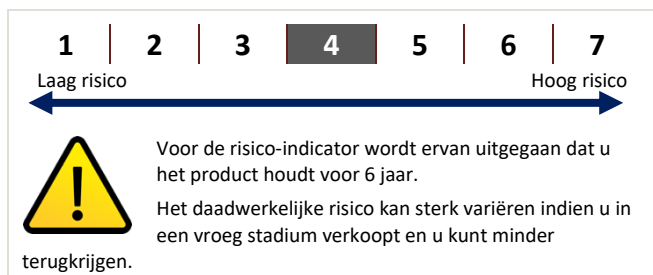 1 2 3 4 5 6 7
Laag risico Hoog risico
Voor de risico-indicator wordt ervan uitgegaan dat u
het product houdt voor 6 jaar.
Het daadwerkelijke risico kan sterk variëren indien u in
een vroeg stadium verkoopt en u kunt minder
terugkrijgen.